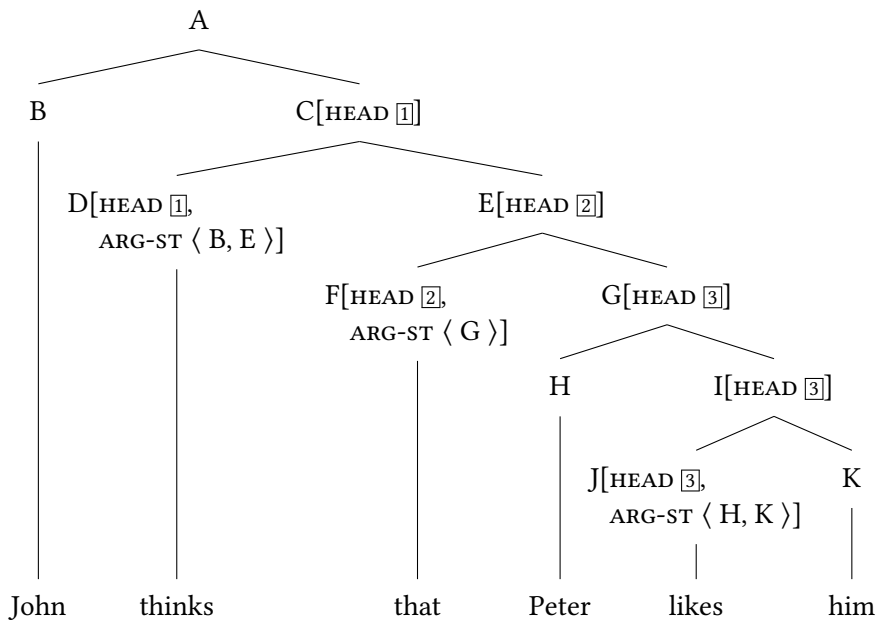 A
B C[HEAD 1]
D[HEAD 1, E[HEAD 2]
ARG-ST ⟨ B, E ⟩]
F[HEAD 2, G[HEAD 3]
ARG-ST ⟨ G ⟩]
H I[HEAD 3]
J[HEAD 3, K
ARG-ST ⟨ H, K ⟩]
John thinks that Peter likes him